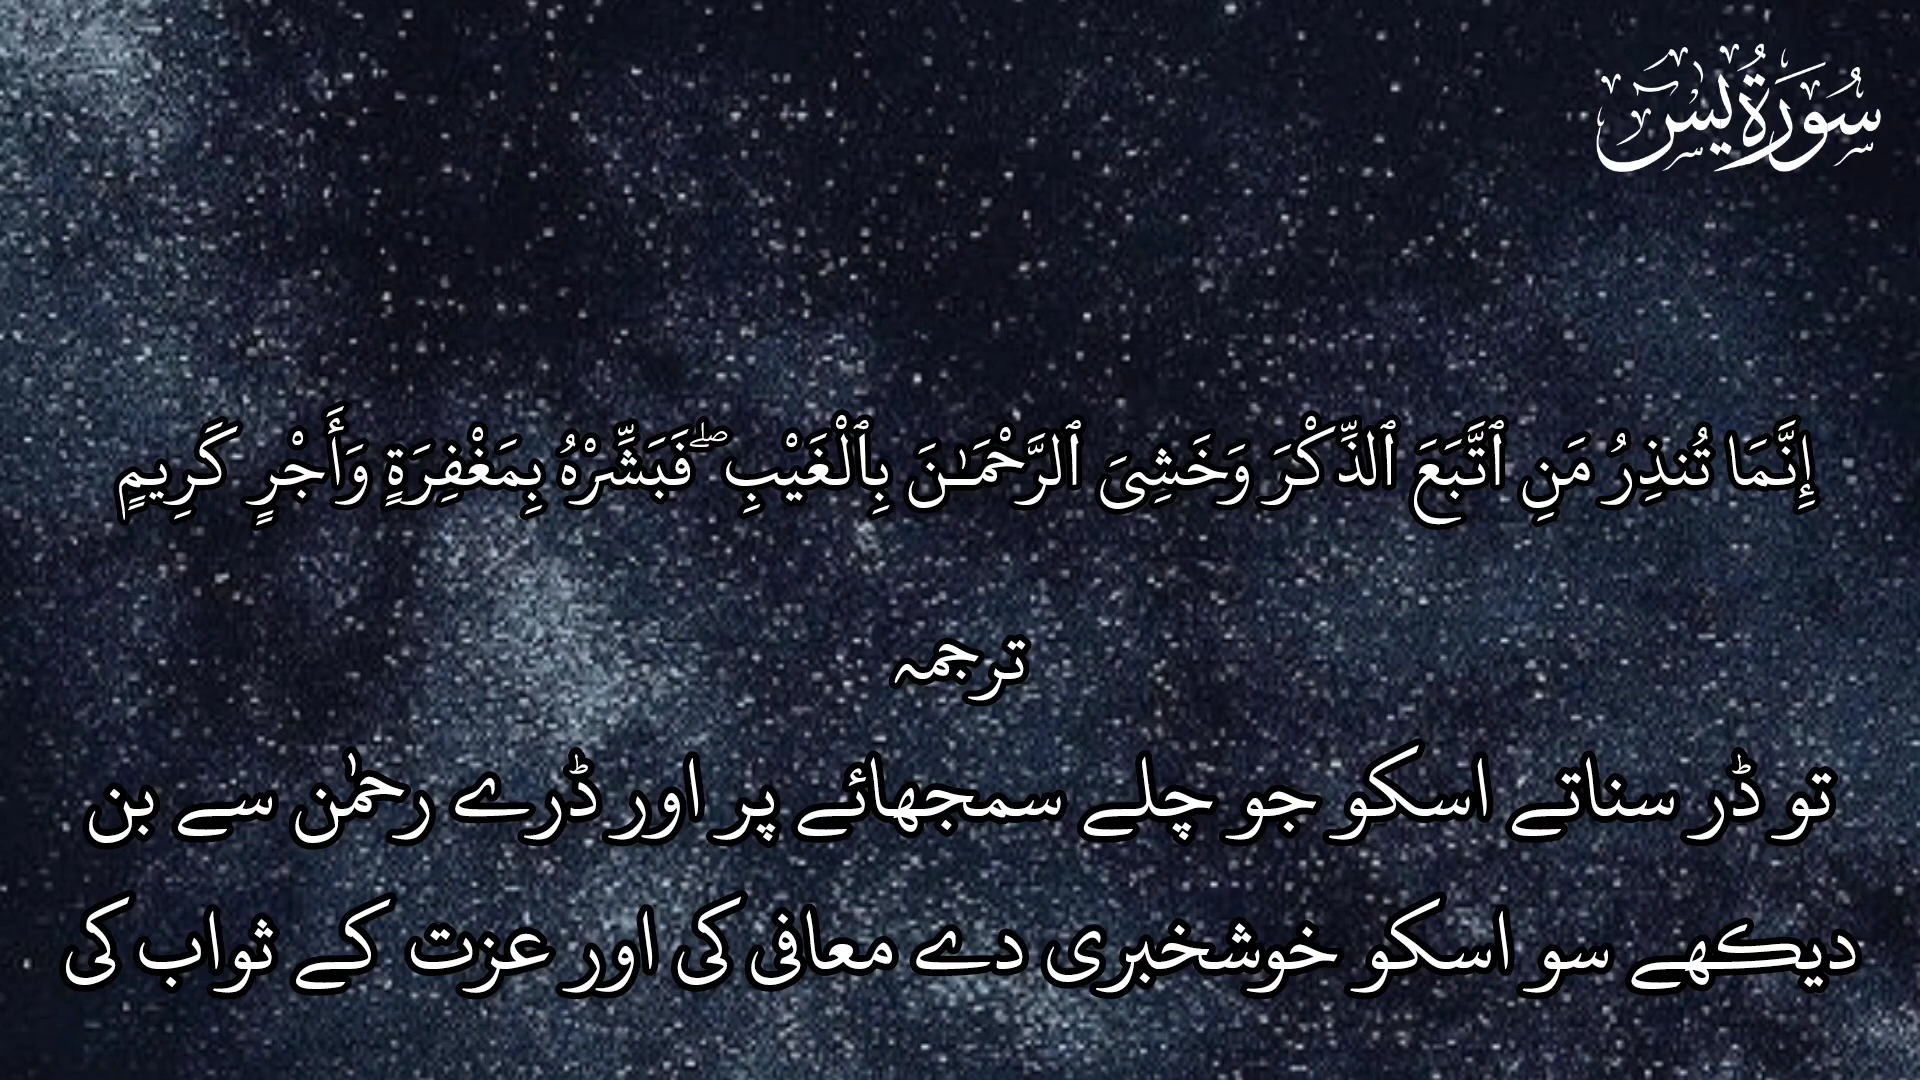 سُورَةُ يسٓ
إِنَّمَا تُنذِرُ مَنِ ٱتَّبَعَ ٱلذِّكْرَ وَخَشِىَ ٱلرَّحْمَـٰنَ بِٱلْغَيْبِ ۖ فَبَشِّرْهُ بِمَغْفِرَةٍ وَأَجْرٍ كَرِيمٍ
ترجمہ
تو ڈر سناتے اسکو جو چلے سمجھائے پر اور ڈرے رحمٰن سے بن
دیکھے سو اسکو خوشخبری دے معافی کی اور عزت کے ثواب کی